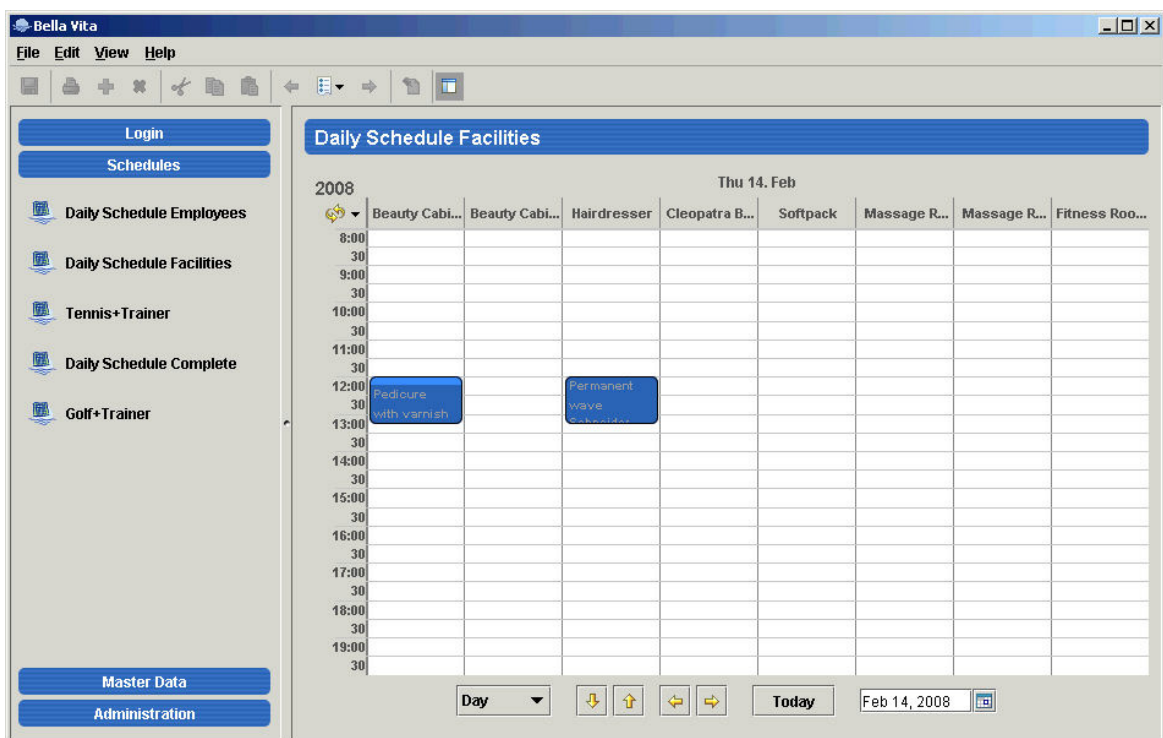 Bella Vita
File Edit View Help
Login
Schedules
Daily Schedule Employees
Daily Schedule Facilities
Tennis+Trainer
Daily Schedule Complete
Golf+Trainer
Master Data
Administration
Daily Schedule Facilities
2008
Thu 14. Feb
Beauty Cabi... Beauty Cabi... Hairdresser Cleopatra B... Softpack Massage R... Massage R... Fitness Roo...
8:00
30
9:00
30
10:00
30
11:00
30
12:00
30
13:00
30
14:00
30
15:00
30
16:00
30
17:00
30
18:00
30
19:00
30
Pedicure
with varnish
Permanent
wave
Schneider
Day Today Feb 14, 2008